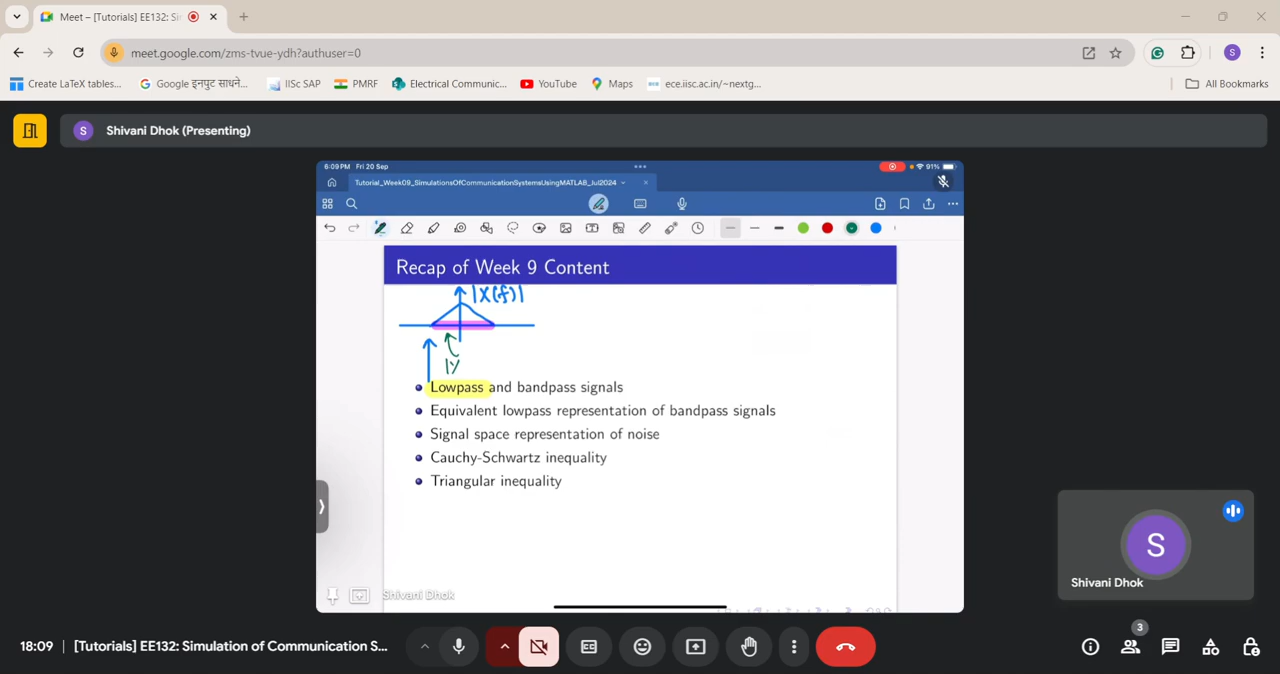 Meet – [Tutorials] EE132: Si
meet.google.com/zms-tvue-ydh?authuser=0
S
Create LaTeX tables... Google इनपुट साधने... IISc SAP PMRF Electrical Communic... YouTube Maps ece.iisc.ac.in/~nextg... All Bookmarks
S Shivani Dhok (Presenting)
6:09 PM Fri 20 Sep 91%
Tutorial_Week09_SimulationsOfCommunicationSystemsUsingMATLAB_Jul2024
Recap of Week 9 Content
|X(f)|
Lowpass and bandpass signals
Equivalent lowpass representation of bandpass signals
Signal space representation of noise
Cauchy-Schwartz inequality
Triangular inequality
Shivani Dhok
S
Shivani Dhok
3
18:09 | [Tutorials] EE132: Simulation of Communication S...